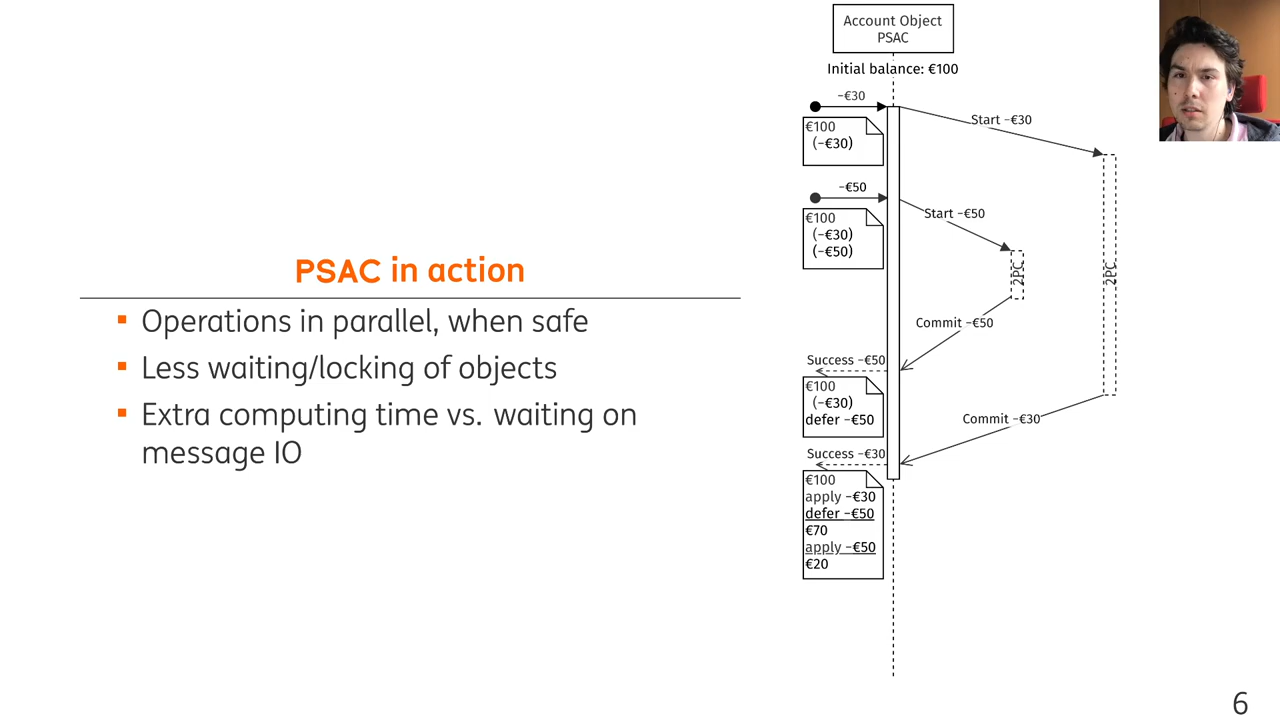 PSAC in action
Operations in parallel, when safe
Less waiting/locking of objects
Extra computing time vs. waiting on
message IO
Account Object
PSAC
Initial balance: €100
−€30
Start −€30
€100
(−€30)
−€50
Start −€50
€100
(−€30)
(−€50)
2PC
2PC
Commit −€50
Success −€50
€100
(−€30)
defer −€50
Commit −€30
Success −€30
€100
apply −€30
defer −€50
€70
apply −€50
€20
6